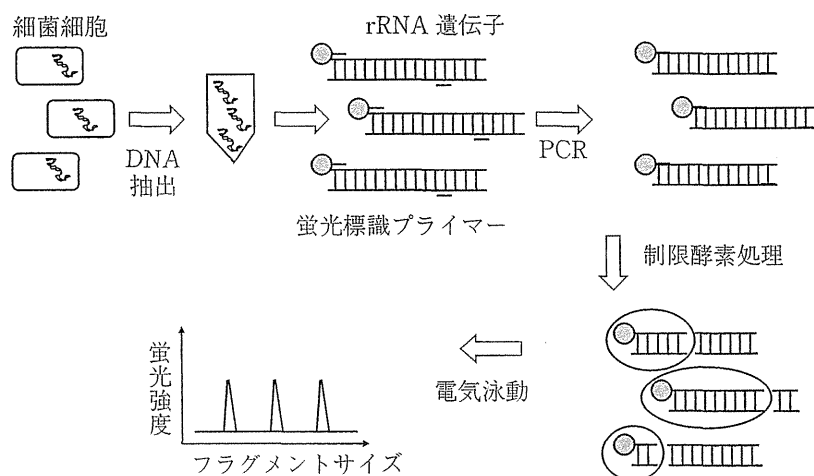 細菌細胞
rRNA 遺伝子
DNA
抽出
PCR
蛍光標識プライマー
制限酵素処理
蛍光強度
電気泳動
フラグメントサイズ